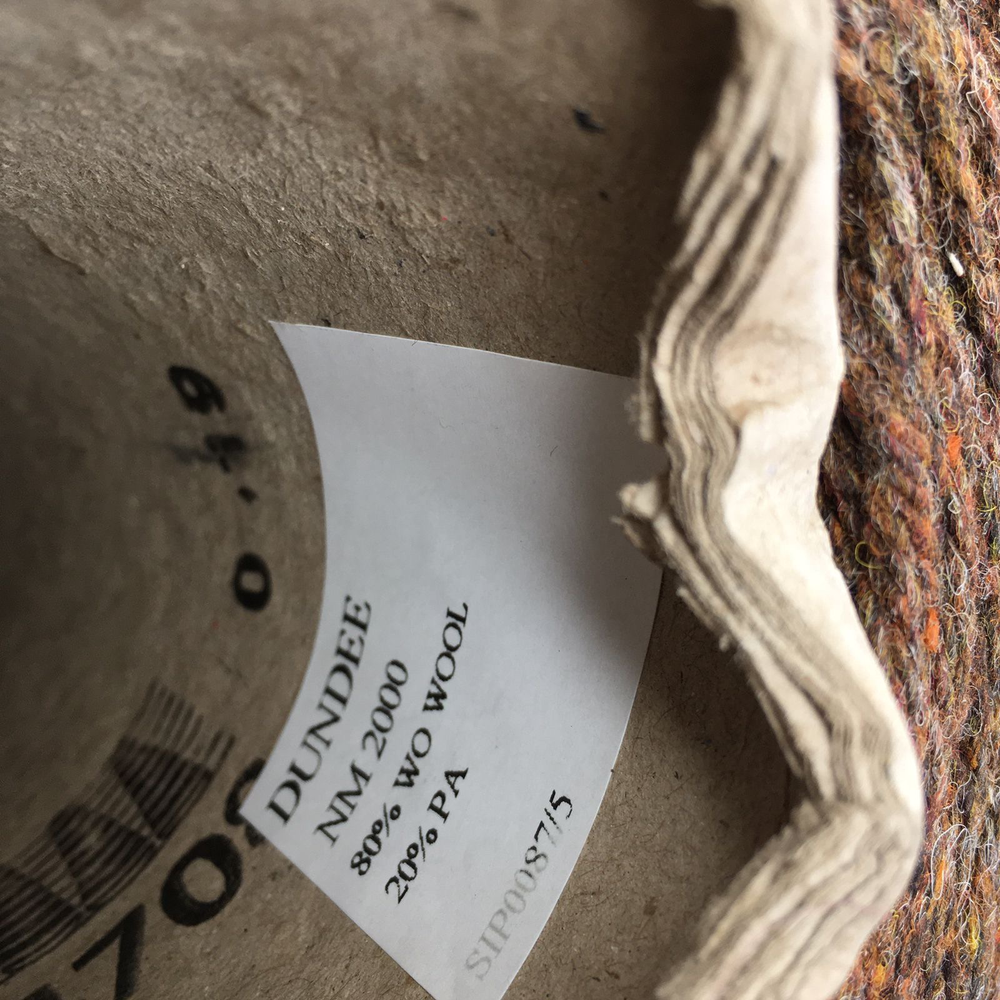 DUNDEE
NM 2000
80% WO WOOL
20% PA
SIP0087/5